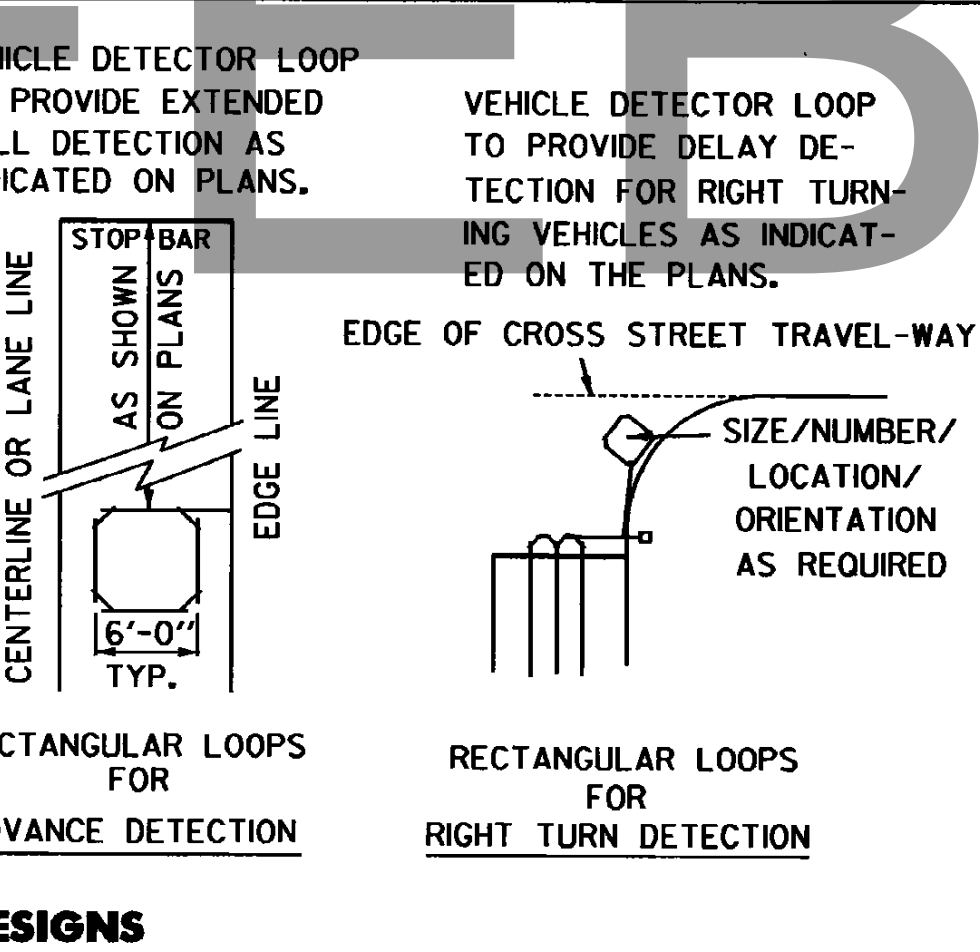 HICLE DETECTOR LOOP
PROVIDE EXTENDED
LL DETECTION AS
ICATED ON PLANS.
STOP BAR
AS SHOWN
ON PLANS
CENTERLINE OR LANE LINE
EDGE LINE
6'-0"
TYP.
CTANGULAR LOOPS
FOR
VANCE DETECTION
VEHICLE DETECTOR LOOP
TO PROVIDE DELAY DE-
TECTION FOR RIGHT TURN-
ING VEHICLES AS INDICAT-
ED ON THE PLANS.
EDGE OF CROSS STREET TRAVEL-WAY
SIZE/NUMBER/
LOCATION/
ORIENTATION
AS REQUIRED
RECTANGULAR LOOPS
FOR
RIGHT TURN DETECTION
ESIGNS
EB